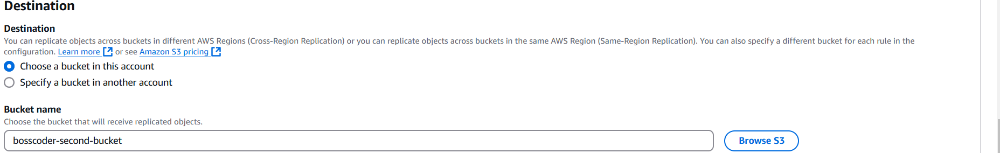 Destination
Destination
You can replicate objects across buckets in different AWS Regions (Cross-Region Replication) or you can replicate objects across buckets in the same AWS Region (Same-Region Replication). You can also specify a different bucket for each rule in the
configuration. Learn more or see Amazon S3 pricing
Choose a bucket in this account
Specify a bucket in another account
Bucket name
Choose the bucket that will receive replicated objects.
bosscoder-second-bucket
Browse S3